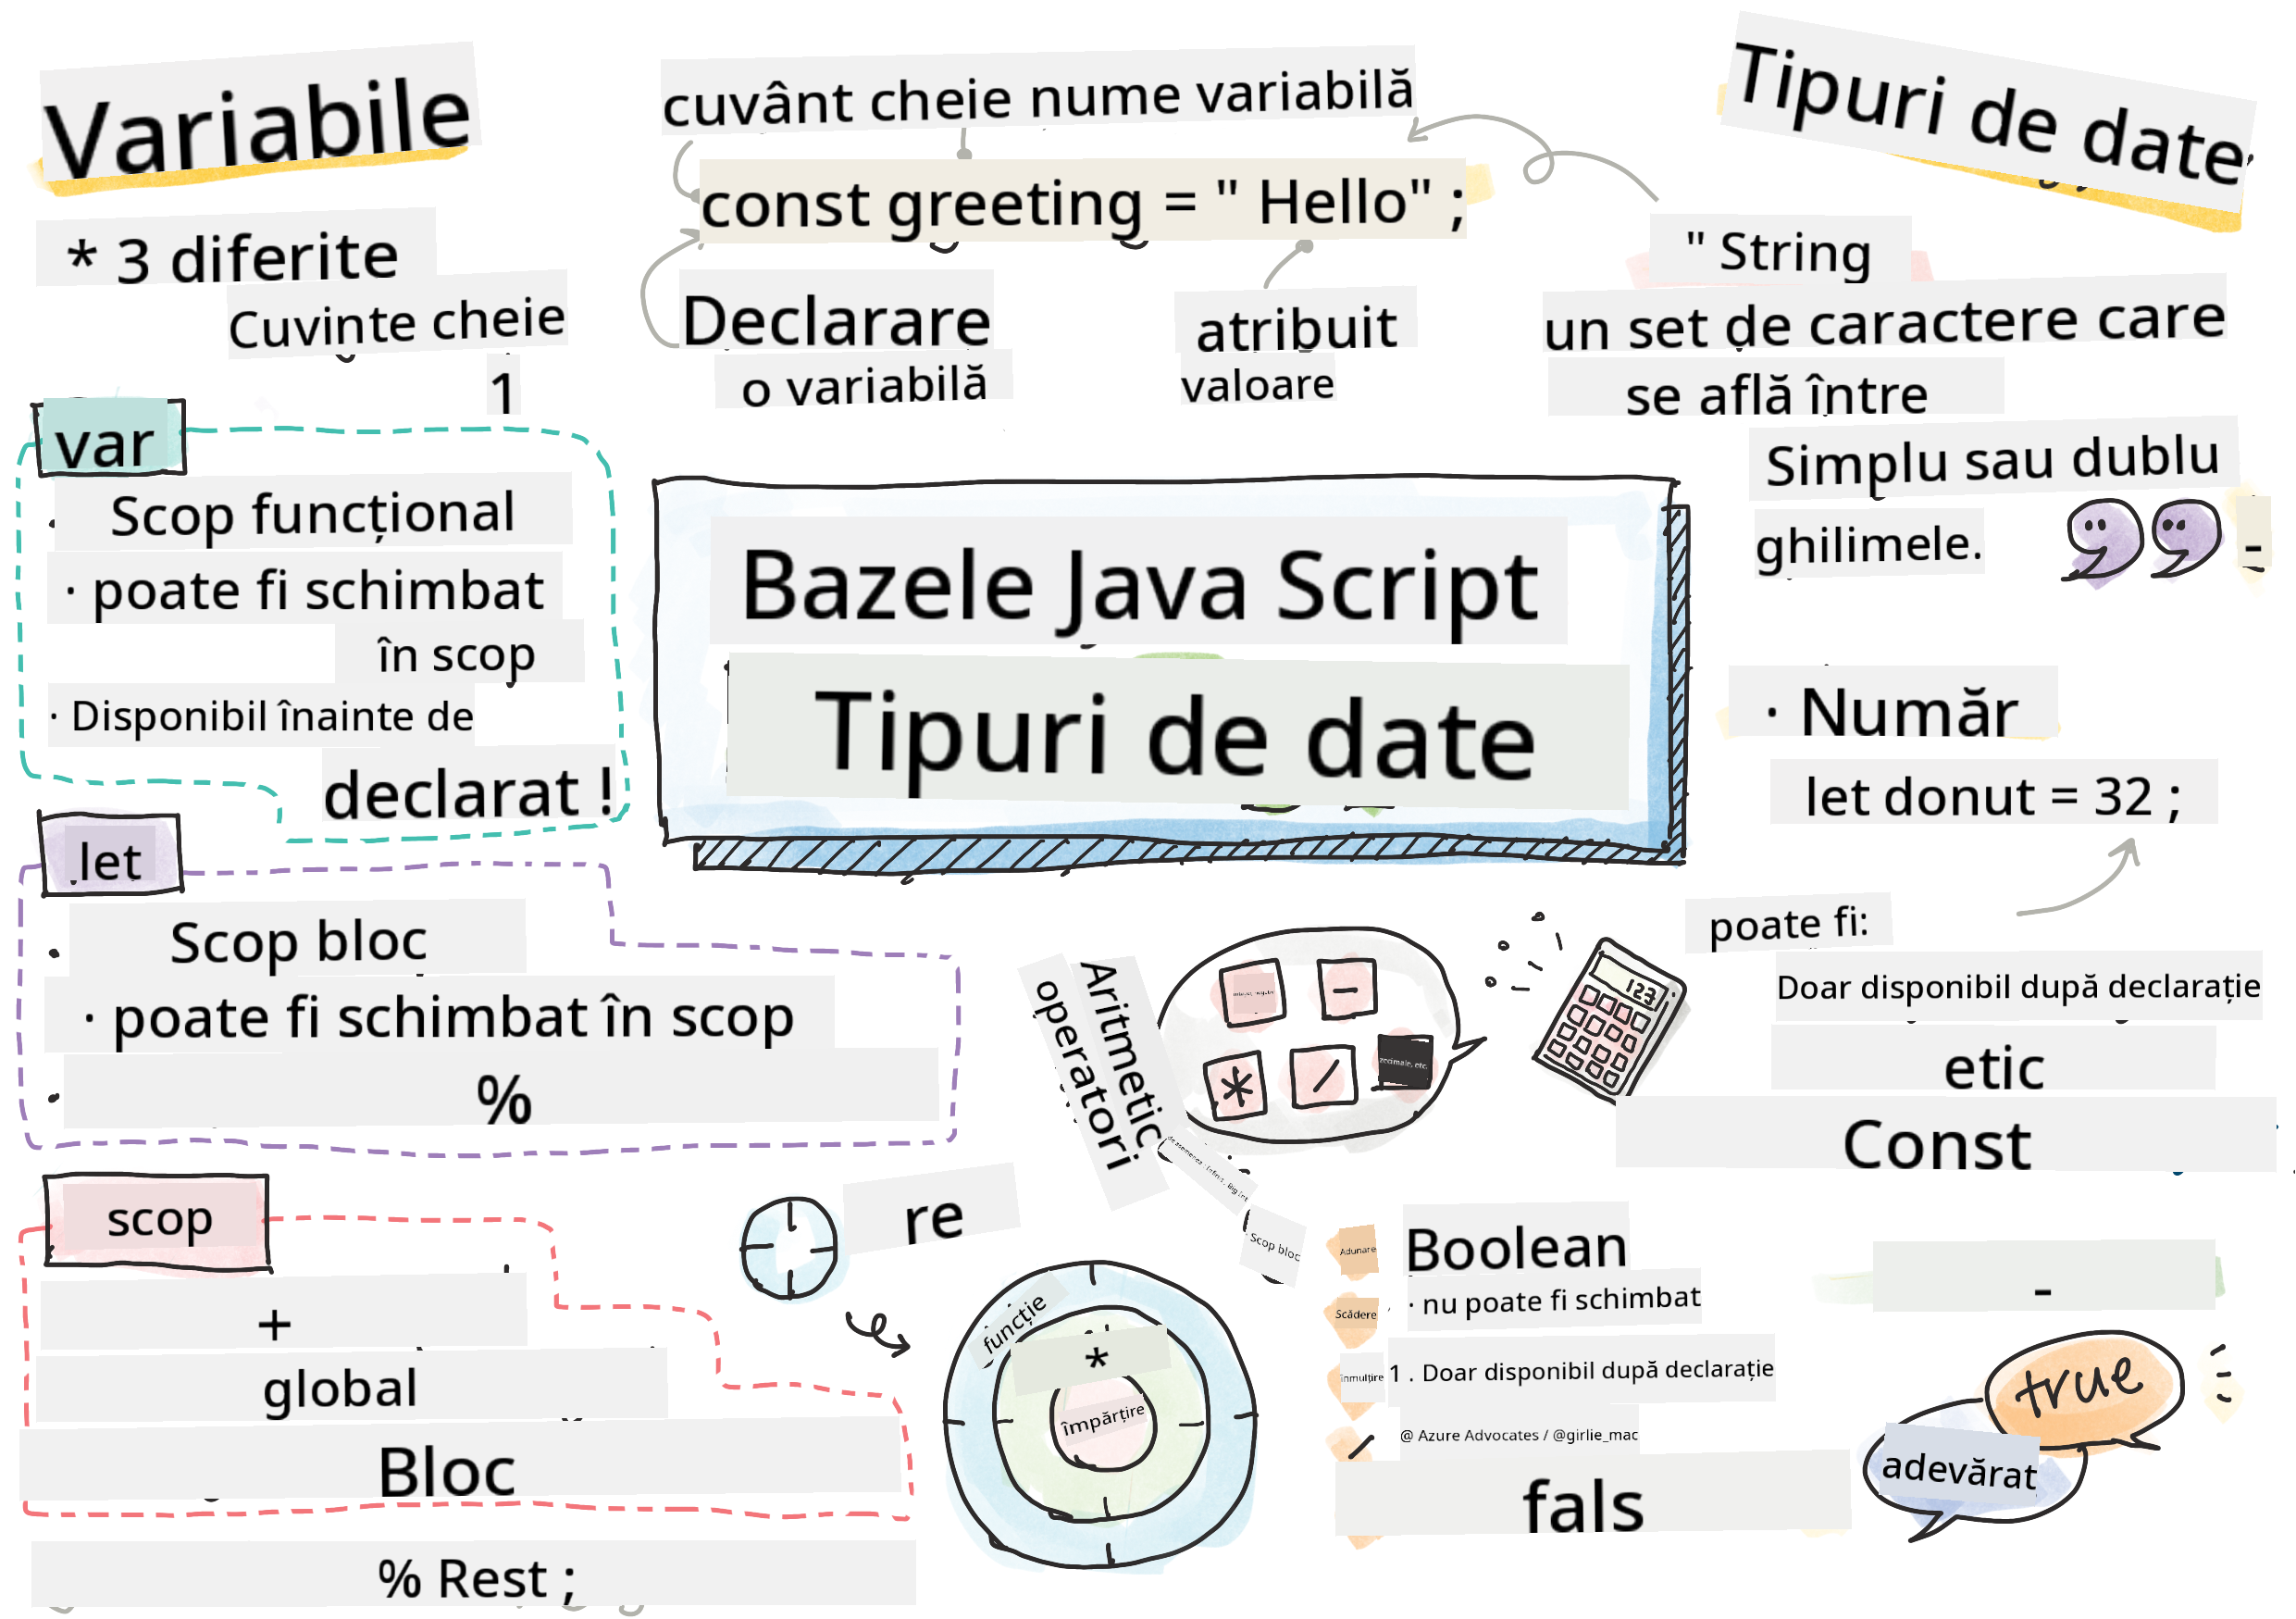 Variabile
* 3 diferite
Cuvinte cheie
1
var
Scop funcțional
· poate fi schimbat
în scop
· Disponibil înainte de
declarat !
let
Scop bloc
· poate fi schimbat în scop
%
scop
+
global
Bloc
% Rest ;
cuvânt cheie nume variabilă
const greeting = " Hello" ;
Declarare
o variabilă
atribuit
valoare
Bazele Java Script
Tipuri de date
Aritmetic
operatori
-
*
/
zecimale, etc.
123
Scop bloc
re
funcție
*
împărțire
Tipuri de date
" String
un set de caractere care
se află între
Simplu sau dublu
ghilimele.
-
· Număr
let donut = 32 ;
poate fi:
Doar disponibil după declarație
etic
Const
Adunare
Boolean
Scădere
· nu poate fi schimbat
Înmulțire
1 . Doar disponibil după declarație
/
@ Azure Advocates / @girlie_mac
fals
-
true
adevărat